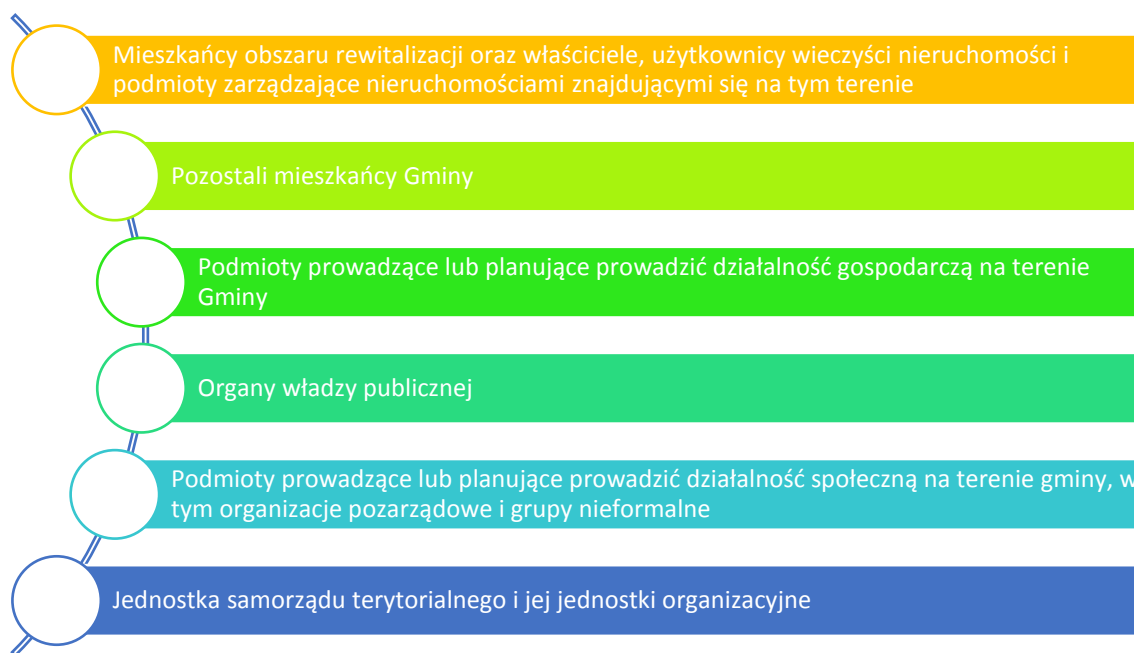 Mieszkańcy obszaru rewitalizacji oraz właściciele, użytkownicy wieczyści nieruchomości i
podmioty zarządzające nieruchomościami znajdującymi się na tym terenie
Pozostali mieszkańcy Gminy
Podmioty prowadzące lub planujące prowadzić działalność gospodarczą na terenie
Gminy
Organy władzy publicznej
Podmioty prowadzące lub planujące prowadzić działalność społeczną na terenie gminy, w
tym organizacje pozarządowe i grupy nieformalne
Jednostka samorządu terytorialnego i jej jednostki organizacyjne